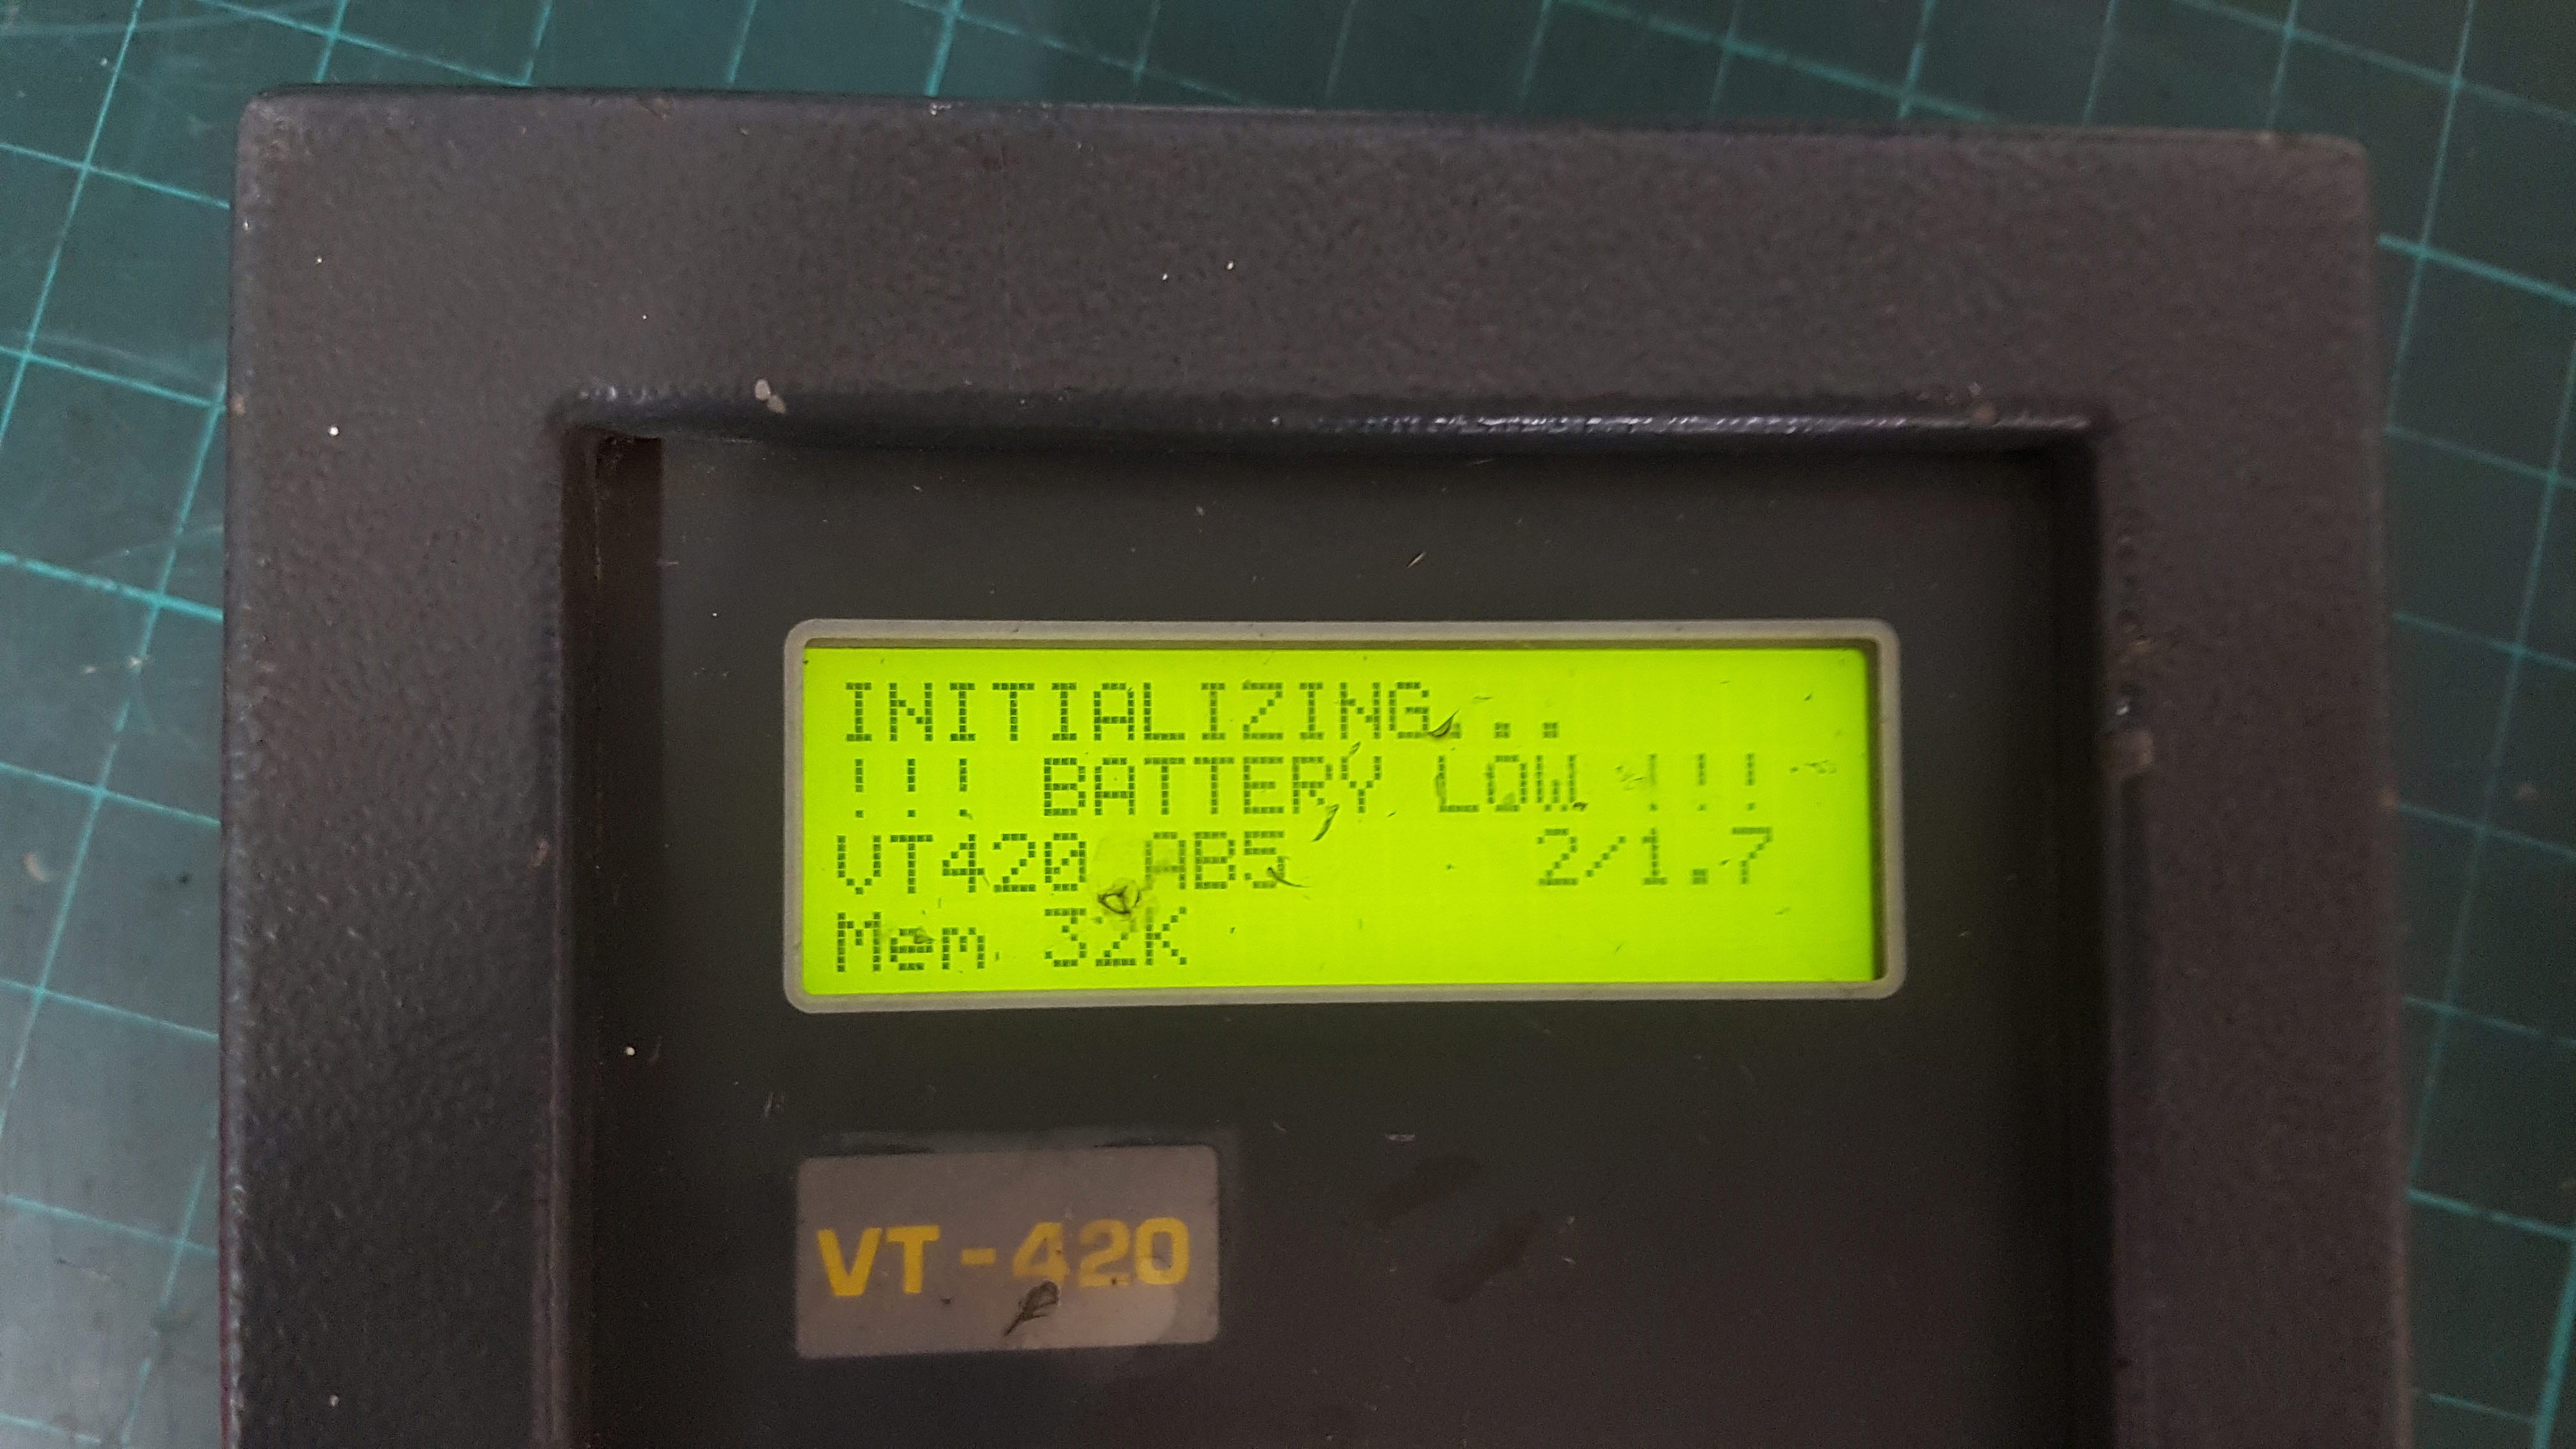 INITIALIZING...
!!! BATTERY LOW !!!
VT420 AB5 2/1.7
Mem 32K
VT-420